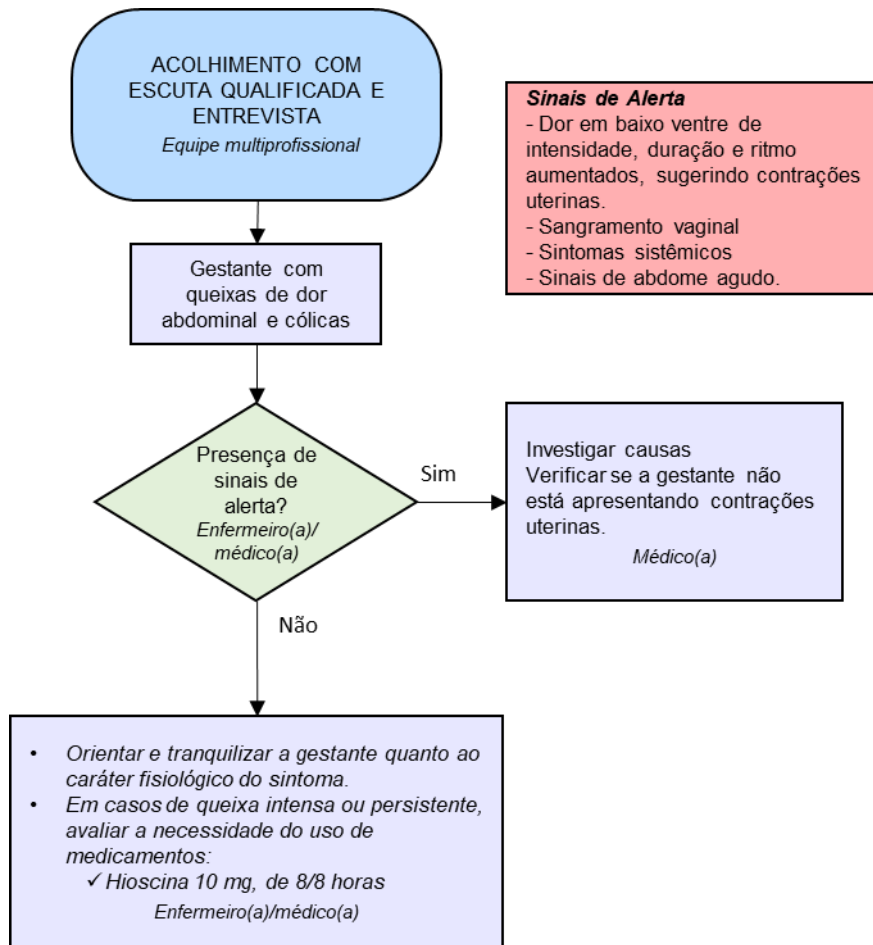 ACOLHIMENTO COM
ESCUTA QUALIFICADA E
ENTREVISTA
Equipe multiprofissional
Sinais de Alerta
- Dor em baixo ventre de
intensidade, duração e ritmo
aumentados, sugerindo contrações
uterinas.
- Sangramento vaginal
- Sintomas sistêmicos
- Sinais de abdome agudo.
Gestante com
queixas de dor
abdominal e cólicas
Presença de
sinais de
alerta?
Enfermeiro(a)/
médico(a)
Sim
Investigar causas
Verificar se a gestante não
está apresentando contrações
uterinas.
Médico(a)
Não
• Orientar e tranquilizar a gestante quanto ao
caráter fisiológico do sintoma.
• Em casos de queixa intensa ou persistente,
avaliar a necessidade do uso de
medicamentos:
✓ Hioscina 10 mg, de 8/8 horas
Enfermeiro(a)/médico(a)